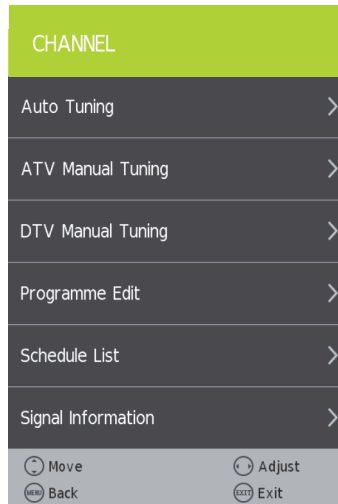 CHANNEL
Auto Tuning
ATV Manual Tuning
DTV Manual Tuning
Programme Edit
Schedule List
Signal Information
Move Adjust
MENU Back EXIT Exit